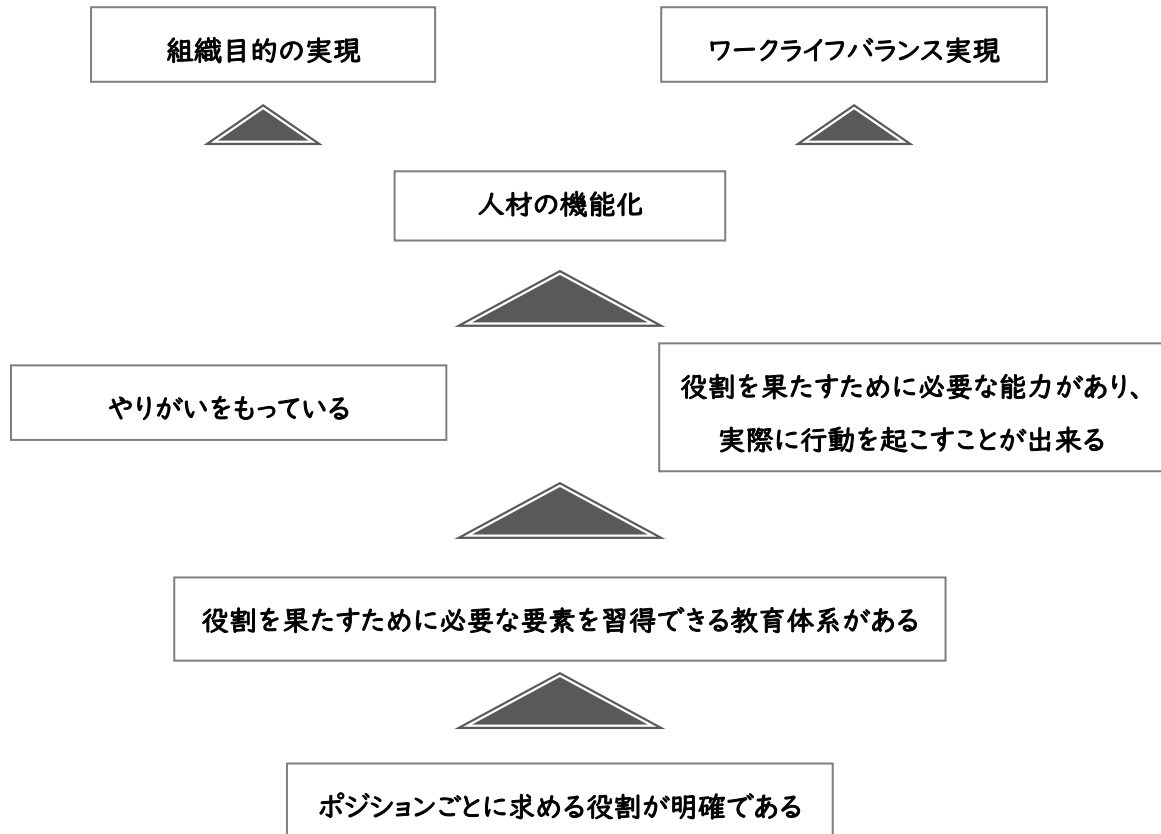 組織目的の実現
ワークライフバランス実現
人材の機能化
やりがいをもっている
役割を果たすために必要な能力があり、
実際に行動を起こすことが出来る
役割を果たすために必要な要素を習得できる教育体系がある
ポジションごとに求める役割が明確である